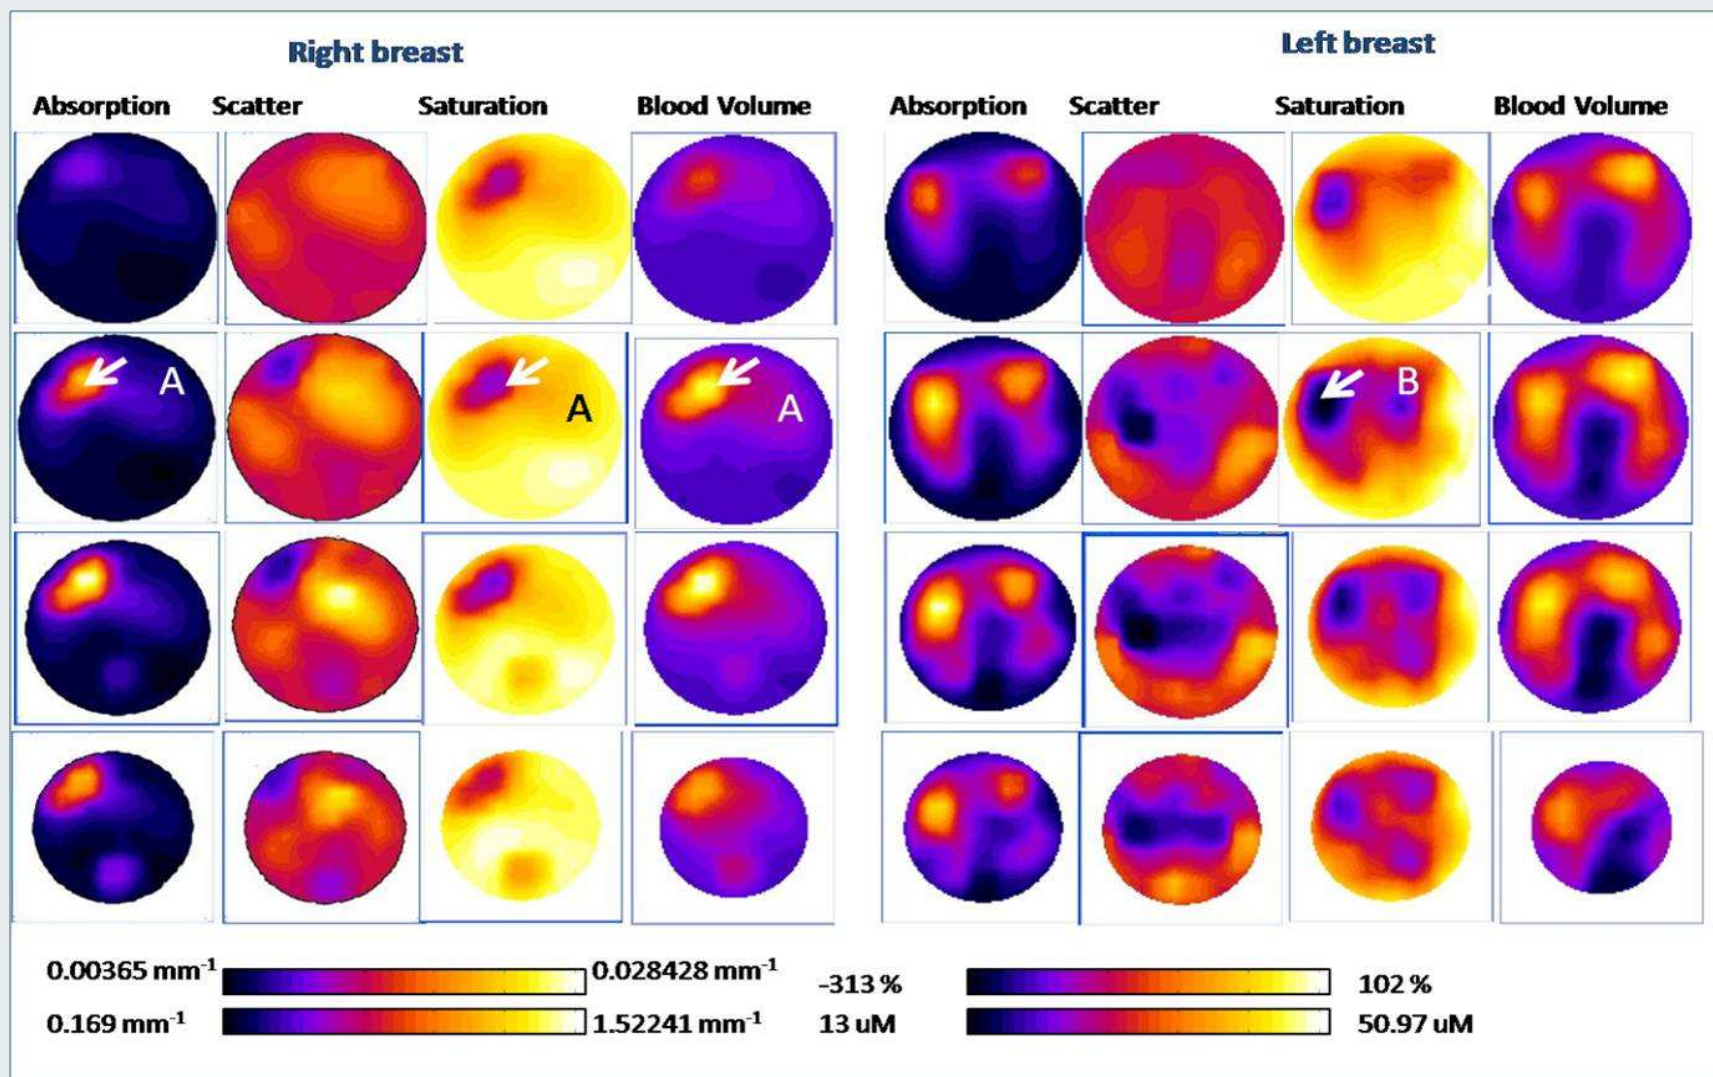 Right breast
Left breast
Absorption Scatter Saturation Blood Volume
Absorption Scatter Saturation Blood Volume
A
A
A
B
0.00365 mm⁻¹
0.028428 mm⁻¹
-313 %
102 %
0.169 mm⁻¹
1.52241 mm⁻¹
13 uM
50.97 uM